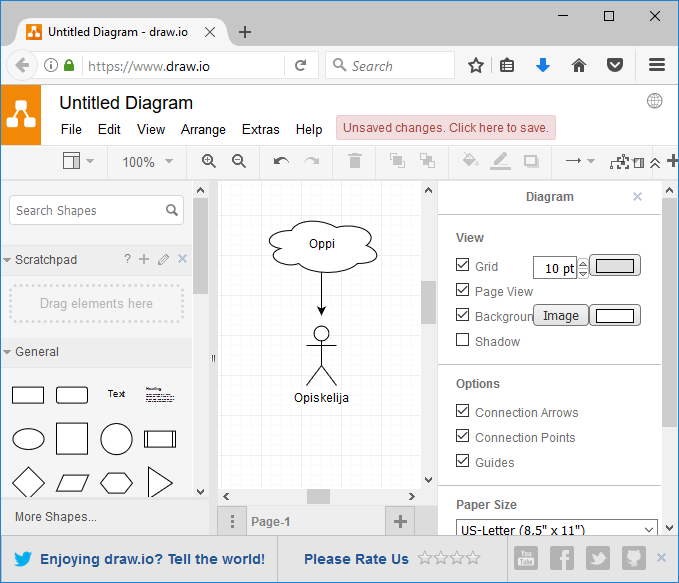 Untitled Diagram - draw.io
https://www.draw.io
Search
Untitled Diagram
File Edit View Arrange Extras Help Unsaved changes. Click here to save.
100%
Search Shapes
Scratchpad ?
Drag elements here
General
Text
Heading
More Shapes...
Oppi
Opiskelija
Page-1
Diagram
View
Grid 10 pt
Page View
Backgroun Image
Shadow
Options
Connection Arrows
Connection Points
Guides
Paper Size
US-Letter (8,5" x 11")
Enjoying draw.io? Tell the world! Please Rate Us
You
Tube